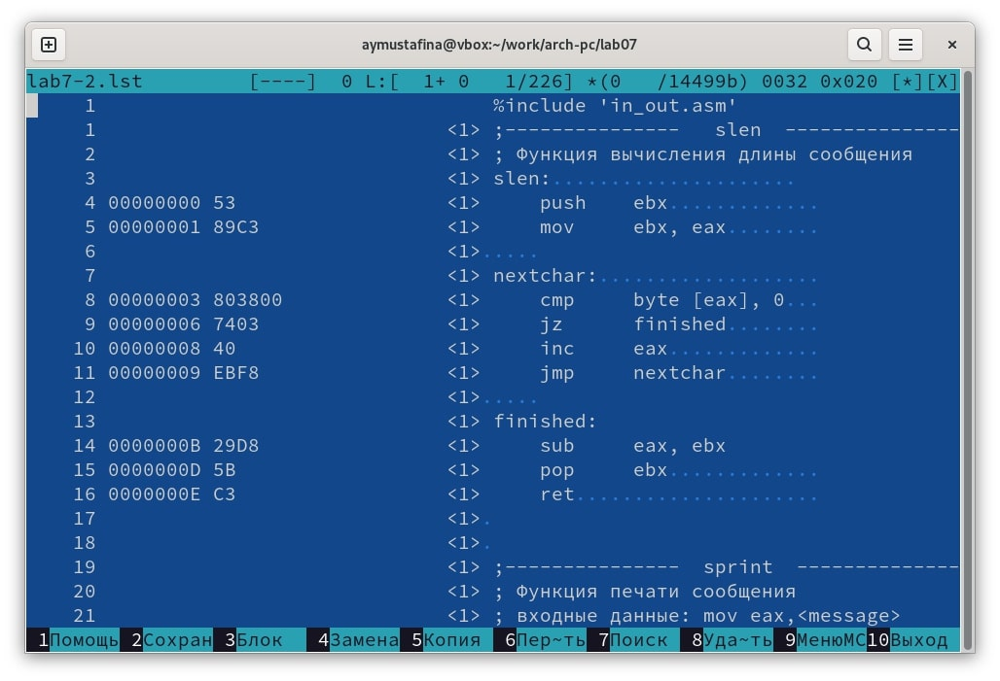 aymustafina@vbox:~/work/arch-pc/lab07
lab7-2.lst [----] 0 L:[ 1+ 0 1/226] *(0 /14499b) 0032 0x020 [*][X]
1 %include 'in_out.asm'
1 <1> ;--------------- slen ---------------
2 <1> ; Функция вычисления длины сообщения
3 <1> slen:.....................
4 00000000 53 <1> push ebx.............
5 00000001 89C3 <1> mov ebx, eax........
6 <1>.....
7 <1> nextchar:...................
8 00000003 803800 <1> cmp byte [eax], 0...
9 00000006 7403 <1> jz finished........
10 00000008 40 <1> inc eax.............
11 00000009 EBF8 <1> jmp nextchar........
12 <1>.....
13 <1> finished:
14 0000000B 29D8 <1> sub eax, ebx
15 0000000D 5B <1> pop ebx.............
16 0000000E C3 <1> ret.....................
17 <1>.
18 <1>.
19 <1> ;--------------- sprint --------------
20 <1> ; Функция печати сообщения
21 <1> ; входные данные: mov eax,<message>
1Помощь 2Сохран 3Блок 4Замена 5Копия 6Пер~ть 7Поиск 8Уда~ть 9МенюMC 10Выход